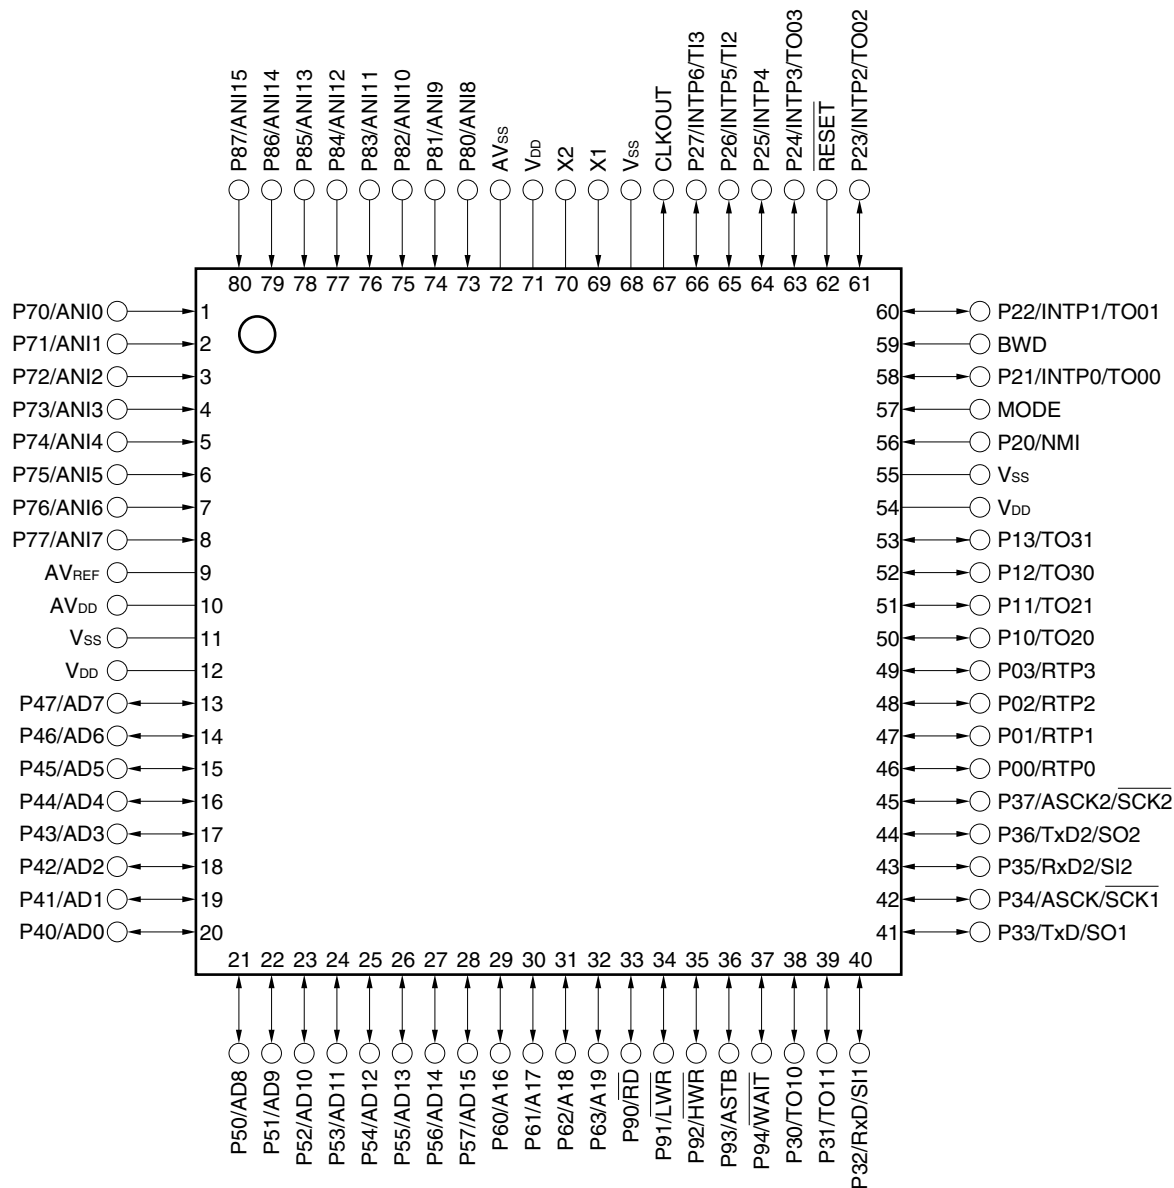 P87/ANI15
P86/ANI14
P85/ANI13
P84/ANI12
P83/ANI11
P82/ANI10
P81/ANI9
P80/ANI8
AVSS
VDD
X2
X1
VSS
CLKOUT
P27/INTP6/TI3
P26/INTP5/TI2
P25/INTP4
P24/INTP3/TO03
R̅E̅S̅E̅T̅
P23/INTP2/TO02
80 79 78 77 76 75 74 73 72 71 70 69 68 67 66 65 64 63 62 61
P70/ANI0 1
P71/ANI1 2
P72/ANI2 3
P73/ANI3 4
P74/ANI4 5
P75/ANI5 6
P76/ANI6 7
P77/ANI7 8
AVREF 9
AVDD 10
VSS 11
VDD 12
P47/AD7 13
P46/AD6 14
P45/AD5 15
P44/AD4 16
P43/AD3 17
P42/AD2 18
P41/AD1 19
P40/AD0 20
60 P22/INTP1/TO01
59 BWD
58 P21/INTP0/TO00
57 MODE
56 P20/NMI
55 VSS
54 VDD
53 P13/TO31
52 P12/TO30
51 P11/TO21
50 P10/TO20
49 P03/RTP3
48 P02/RTP2
47 P01/RTP1
46 P00/RTP0
45 P37/ASCK2/S̅C̅K̅2̅
44 P36/TxD2/SO2
43 P35/RxD2/SI2
42 P34/ASCK/S̅C̅K̅1̅
41 P33/TxD/SO1
21 22 23 24 25 26 27 28 29 30 31 32 33 34 35 36 37 38 39 40
P50/AD8
P51/AD9
P52/AD10
P53/AD11
P54/AD12
P55/AD13
P56/AD14
P57/AD15
P60/A16
P61/A17
P62/A18
P63/A19
P90/R̅D̅
P91/L̅W̅R̅
P92/H̅W̅R̅
P93/ASTB
P94/W̅A̅I̅T̅
P30/TO10
P31/TO11
P32/RxD/SI1